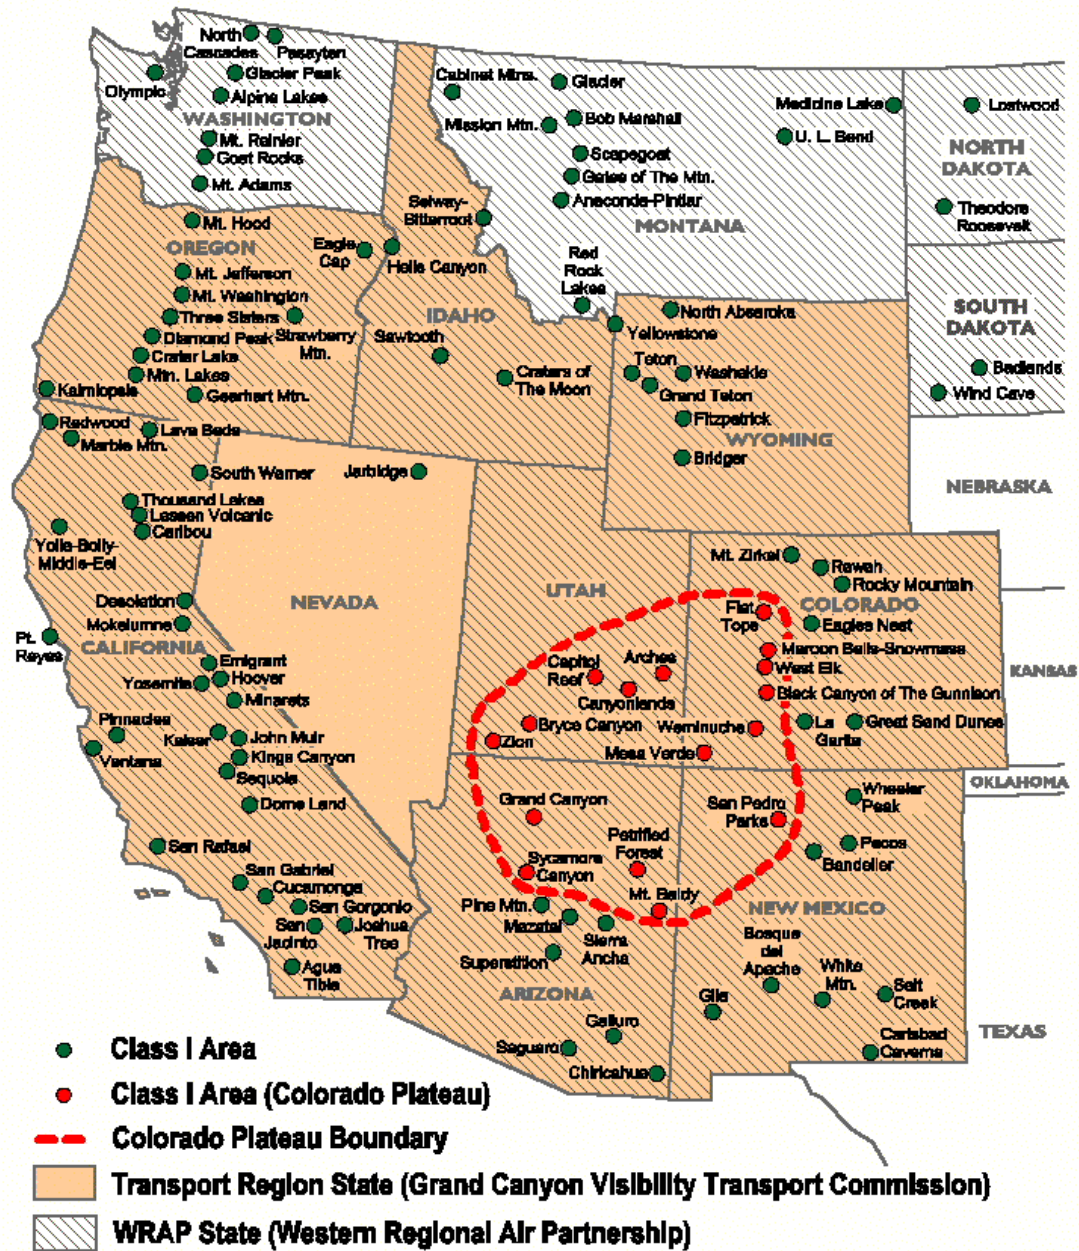 North
Cascades
Pasayten
Olympic
Glacier Peak
Alpine Lakes
WASHINGTON
Mt. Rainier
Goat Rocks
Mt. Adams
Cabinet Mtns.
Glacier
Mission Mtn.
Bob Marshall
Scapegoat
Gates of The Mtn.
Anaconda-Pintlar
MONTANA
Medicine Lake
U. L. Bend
Lostwood
NORTH
DAKOTA
Theodore
Roosevelt
Selway-
Bitterroot
Red
Rock
Lakes
Mt. Hood
OREGON
Eagle
Cap
Hells Canyon
Mt. Jefferson
Mt. Washington
Three Sisters
Strawberry
Mtn.
Diamond Peak
Crater Lake
Mtn. Lakes
Kalmiopsis
Gearhart Mtn.
IDAHO
Sawtooth
Craters of
The Moon
North Absaroka
Yellowstone
Teton
Washakie
Grand Teton
Fitzpatrick
WYOMING
Bridger
SOUTH
DAKOTA
Badlands
Wind Cave
NEBRASKA
Redwood
Marble Mtn.
Lava Beds
South Warner
Jarbidge
Thousand Lakes
Lassen Volcanic
Caribou
Yolla-Bolly-
Middle-Eel
Desolation
Mokelumne
CALIFORNIA
Pt.
Reyes
NEVADA
UTAH
Emigrant
Hoover
Yosemite
Minarets
Pinnacles
Kaiser
John Muir
Ventana
Kings Canyon
Sequoia
Dome Land
San Rafael
San Gabriel
Cucamonga
San Gorgonio
San
Jacinto
Joshua
Tree
Agua
Tibia
Mt. Zirkel
Rawah
Rocky Mountain
COLORADO
Flat
Tops
Eagles Nest
Maroon Bells-Snowmass
West Elk
Black Canyon of The Gunnison
La
Garita
Great Sand Dunes
Weminuche
Mesa Verde
Capitol
Reef
Arches
Canyonlands
Bryce Canyon
Zion
KANSAS
OKLAHOMA
Grand Canyon
Petrified
Forest
Sycamore
Canyon
Mt. Baldy
Pine Mtn.
Mazatal
Sierra
Ancha
Superstition
ARIZONA
Galiuro
Saguaro
Chiricahua
San Pedro
Parks
Wheeler
Peak
Pecos
Bandelier
NEW MEXICO
Bosque
del
Apache
White
Mtn.
Salt
Creek
Gila
Carlsbad
Caverns
TEXAS
Class I Area
Class I Area (Colorado Plateau)
Colorado Plateau Boundary
Transport Region State (Grand Canyon Visibility Transport Commission)
WRAP State (Western Regional Air Partnership)